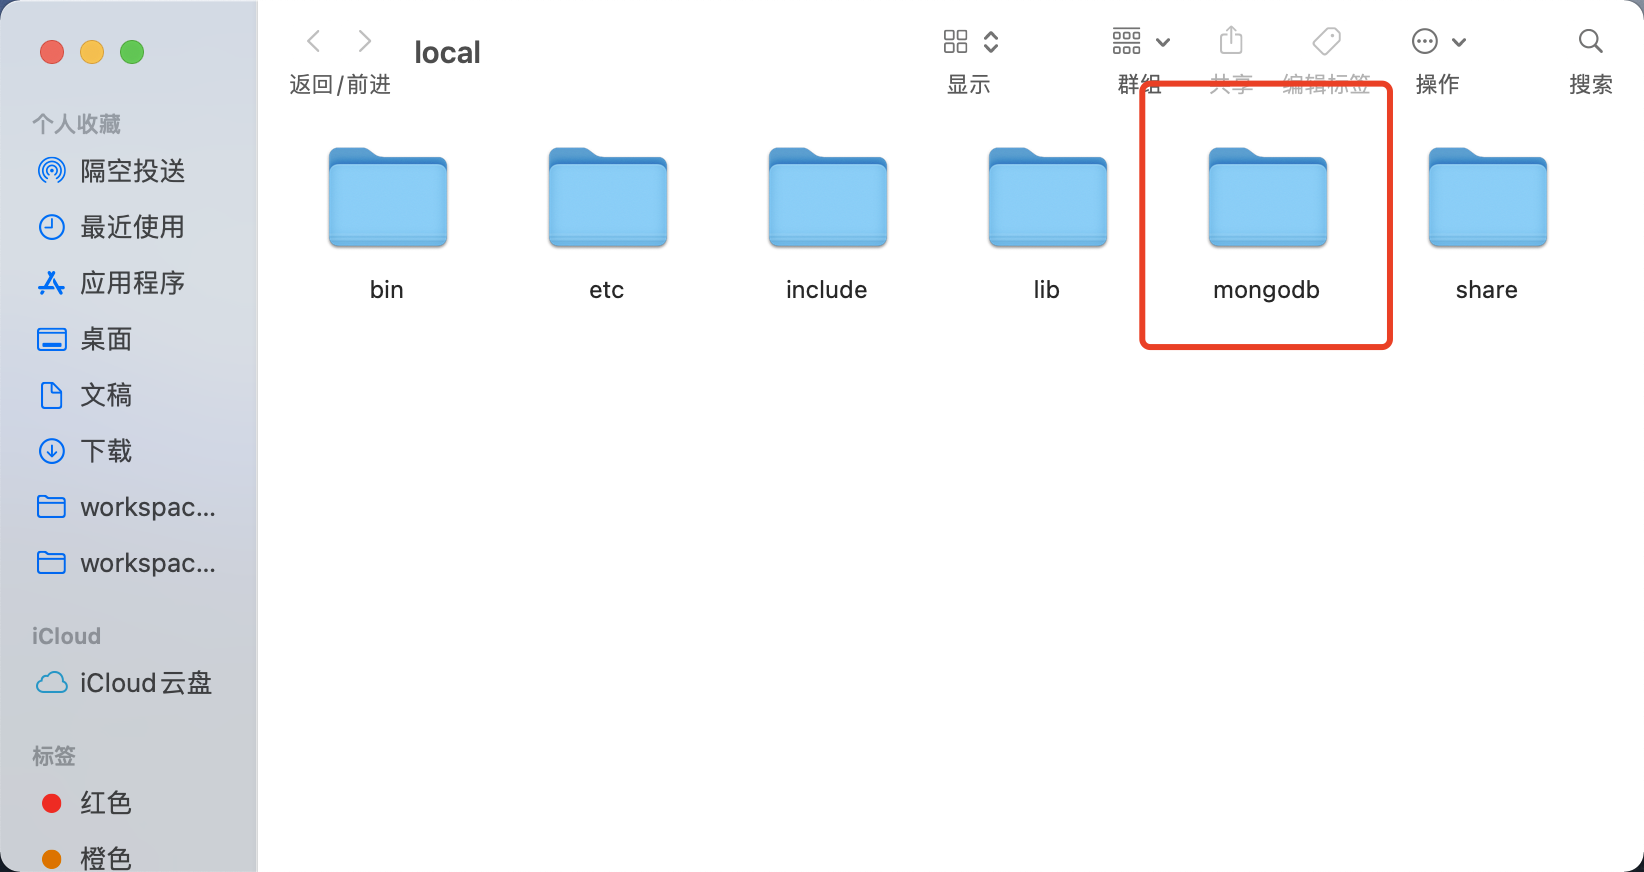 local
返回/前进
显示
群组
共享
编辑标签
操作
搜索
个人收藏
隔空投送
最近使用
应用程序
桌面
文稿
下载
workspac...
workspac...
iCloud
iCloud云盘
标签
红色
橙色
bin
etc
include
lib
mongodb
share